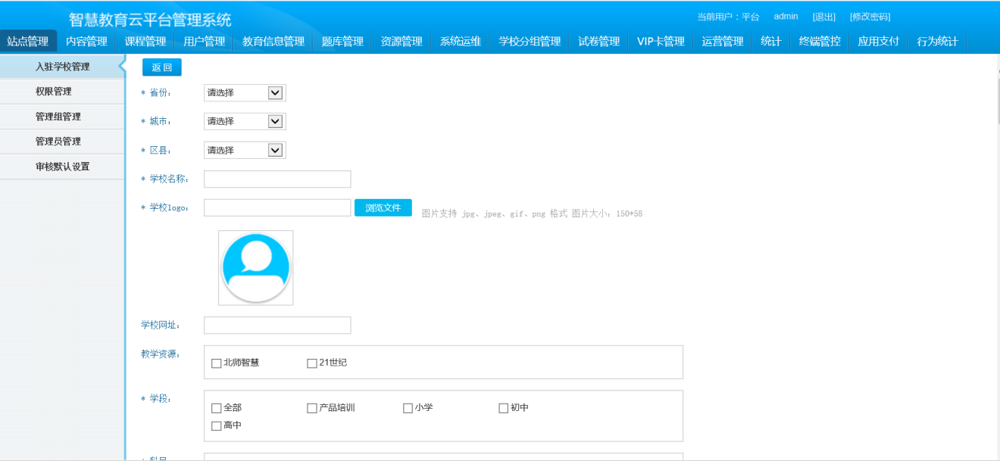 智慧教育云平台管理系统
当前用户：平台 admin [退出] [修改密码]
站点管理 内容管理 课程管理 用户管理 教育信息管理 题库管理 资源管理 系统运维 学校分组管理 试卷管理 VIP卡管理 运营管理 统计 终端管控 应用支付 行为统计
入驻学校管理
权限管理
管理组管理
管理员管理
审核默认设置
返回
* 省份： 请选择
* 城市： 请选择
* 区县： 请选择
* 学校名称：
* 学校logo： 浏览文件 图片支持 jpg、jpeg、gif、png 格式 图片大小：150*58
学校网址：
教学资源： 北师智慧 21世纪
* 学段：
全部 产品培训 小学 初中
高中
* 科目